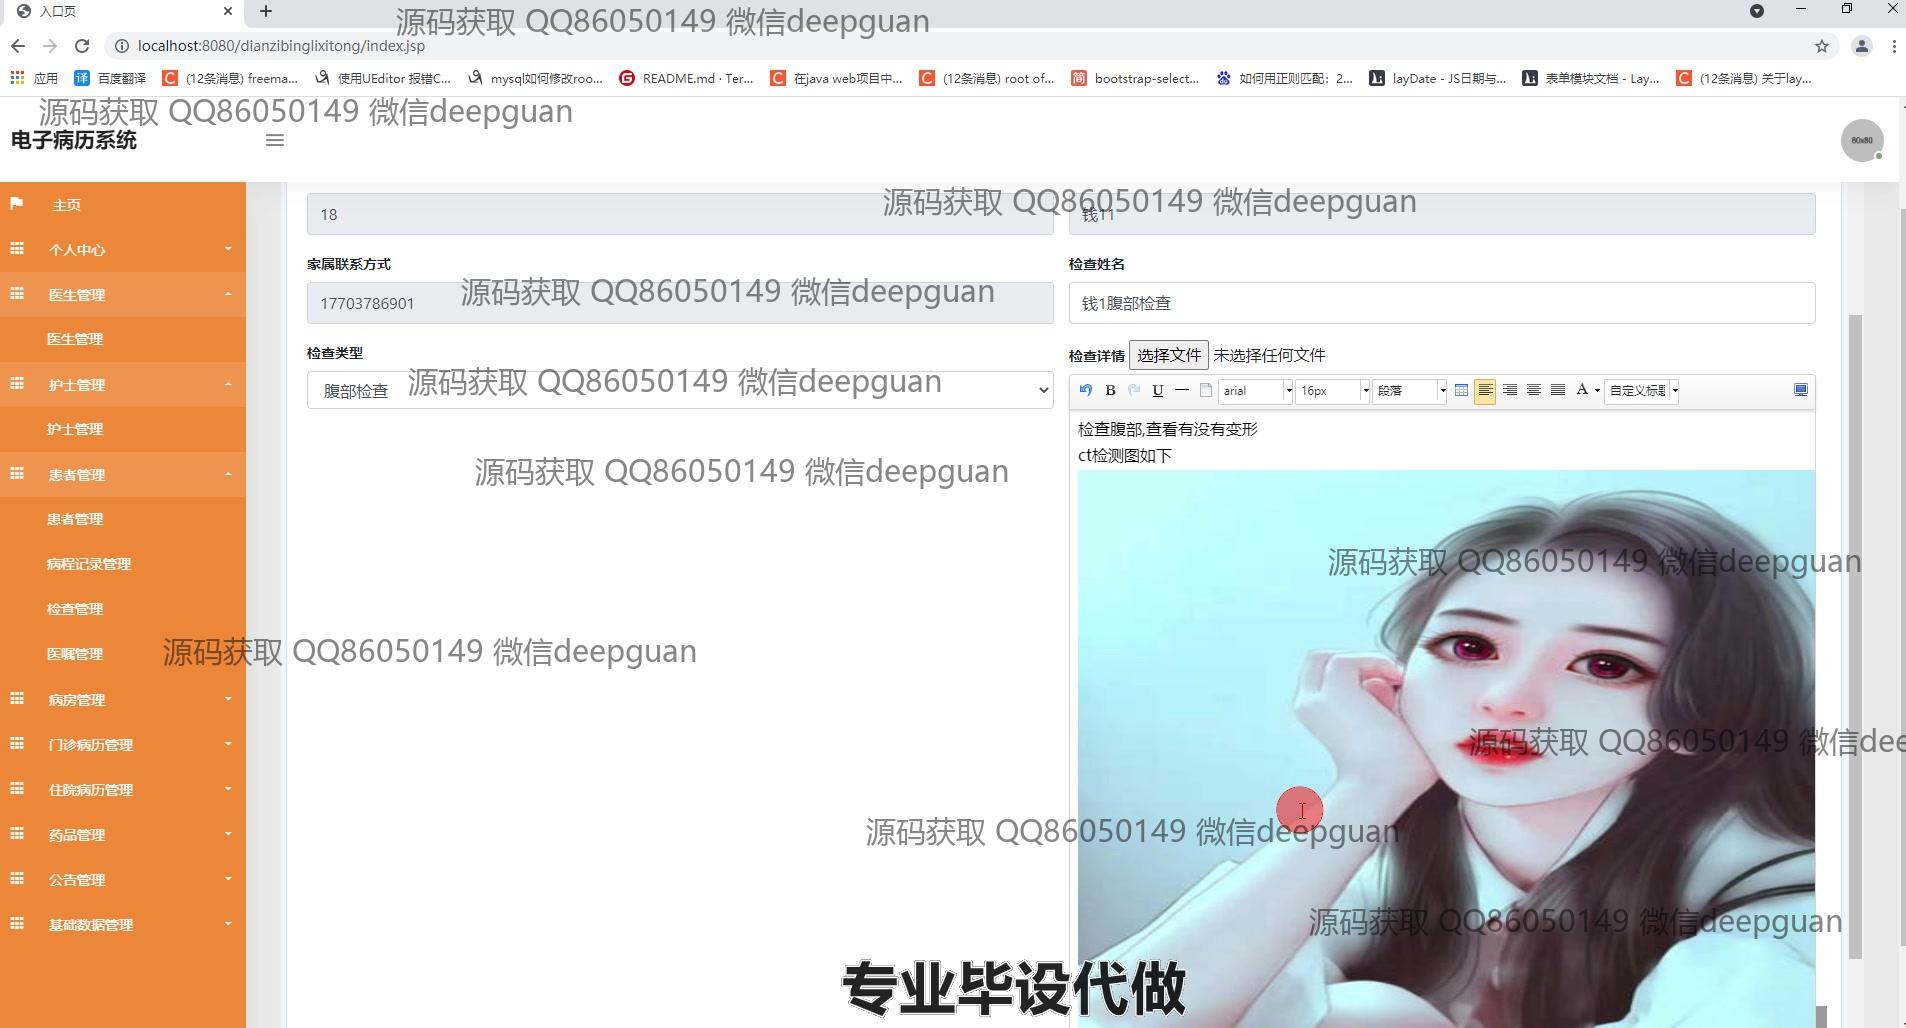 入口页
源码获取 QQ86050149 微信deepguan
localhost:8080/dianzibinglixitong/index.jsp
应用
译 百度翻译
(12条消息) freema...
使用UEditor 报错C...
mysql如何修改roo...
README.md · Ter...
在java web项目中...
(12条消息) root of...
简 bootstrap-select...
如何用正则匹配：2...
layDate - JS日期与...
表单模块文档 - Lay...
(12条消息) 关于lay...
源码获取 QQ86050149 微信deepguan
电子病历系统
80x80
主页
个人中心
医生管理
医生管理
护士管理
护士管理
患者管理
患者管理
病程记录管理
检查管理
医嘱管理
病房管理
门诊病历管理
住院病历管理
药品管理
公告管理
基础数据管理
18
钱11
源码获取 QQ86050149 微信deepguan
家属联系方式
检查姓名
17703786901
源码获取 QQ86050149 微信deepguan
钱1腹部检查
检查类型
检查详情 选择文件 未选择任何文件
腹部检查
源码获取 QQ86050149 微信deepguan
B U arial 16px 段落 A 自定义标题
检查腹部,查看有没有变形
ct检测图如下
源码获取 QQ86050149 微信deepguan
源码获取 QQ86050149 微信deepguan
源码获取 QQ86050149 微信deepguan
源码获取 QQ86050149 微信dee
源码获取 QQ86050149 微信deepguan
源码获取 QQ86050149 微信deepguan
专业毕设代做